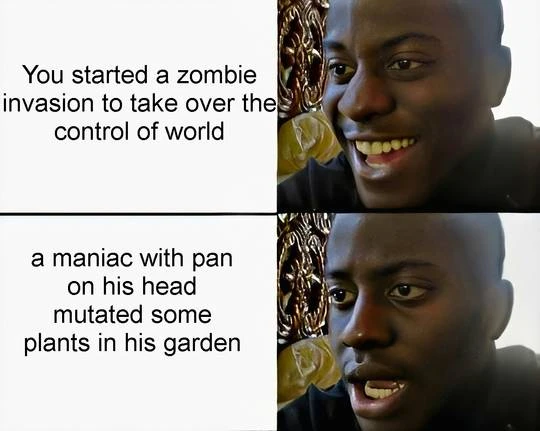 You started a zombie
invasion to take over the
control of world
a maniac with pan
on his head
mutated some
plants in his garden